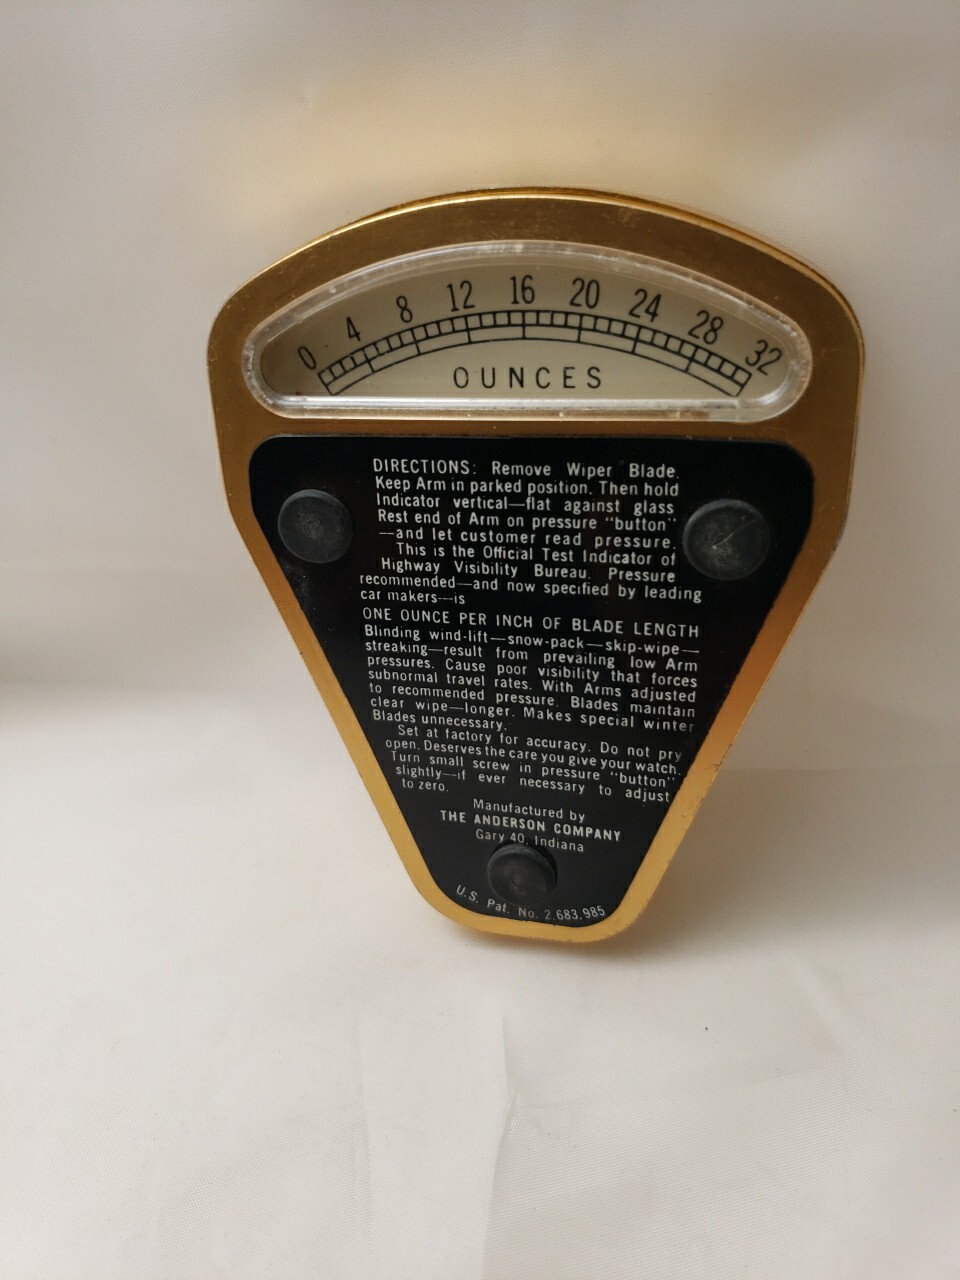 0 4 8 12 16 20 24 28 32
OUNCES
DIRECTIONS: Remove Wiper Blade.
Keep Arm in parked position. Then hold
Indicator vertical—flat against glass
Rest end of Arm on pressure "button"
—and let customer read pressure.
This is the Official Test Indicator of
Highway Visibility Bureau. Pressure
recommended—and now specified by leading
car makers—is
ONE OUNCE PER INCH OF BLADE LENGTH
Blinding wind-lift—snow-pack—skip-wipe—
streaking—result from prevailing low Arm
pressures. Cause poor visibility that forces
subnormal travel rates. With Arms adjusted
to recommended pressure. Blades maintain
clear wipe—longer. Makes special winter
Blades unnecessary.
Set at factory for accuracy. Do not pry
open. Deserves the care you give your watch.
Turn small screw in pressure "button"
slightly—if ever necessary to adjust
to zero.
Manufactured by
THE ANDERSON COMPANY
Gary 40, Indiana
U.S. Pat. No. 2,683,985